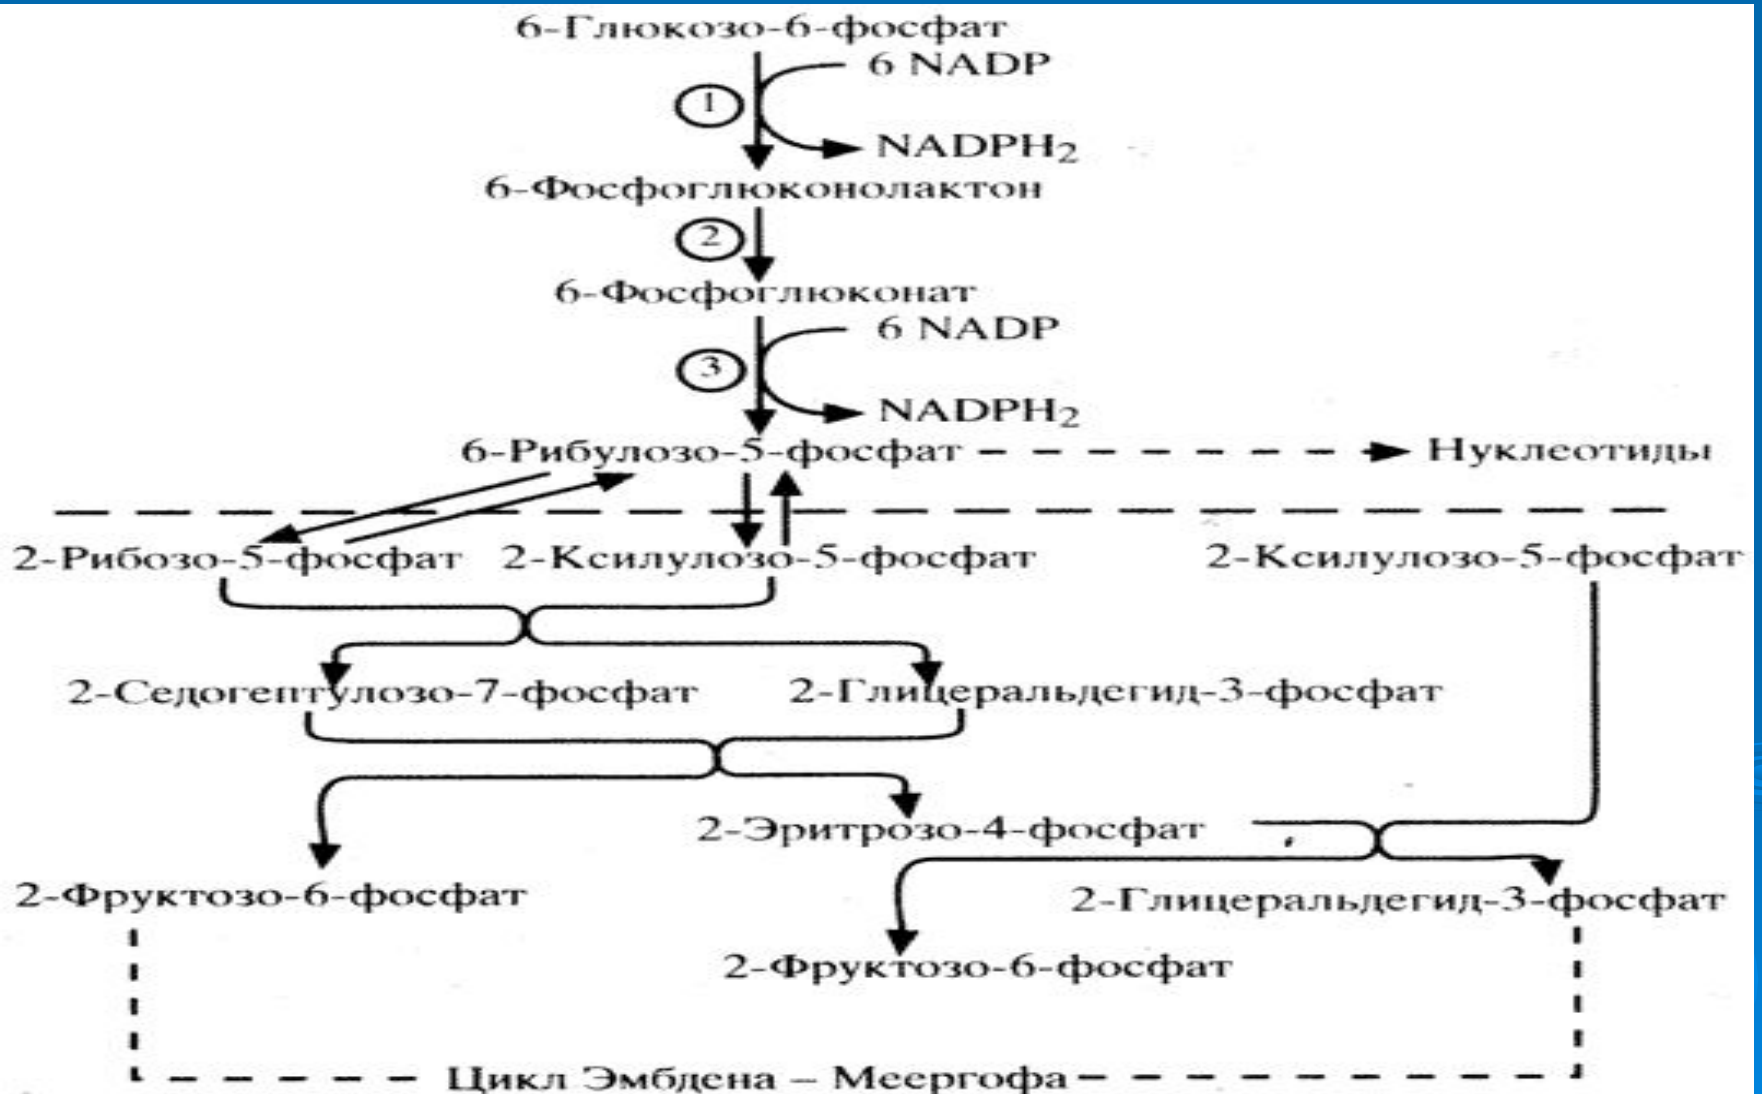 6-Глюкозо-6-фосфат
6 NADP
1
NADPH2
6-Фосфоглюконолактон
2
6-Фосфоглюконат
6 NADP
3
NADPH2
6-Рибулозо-5-фосфат Нуклеотиды
2-Рибозо-5-фосфат 2-Ксилулозо-5-фосфат 2-Ксилулозо-5-фосфат
2-Седогептулозо-7-фосфат 2-Глицеральдегид-3-фосфат
2-Эритрозо-4-фосфат
2-Фруктозо-6-фосфат 2-Глицеральдегид-3-фосфат
2-Фруктозо-6-фосфат
Цикл Эмбдена – Меергофа